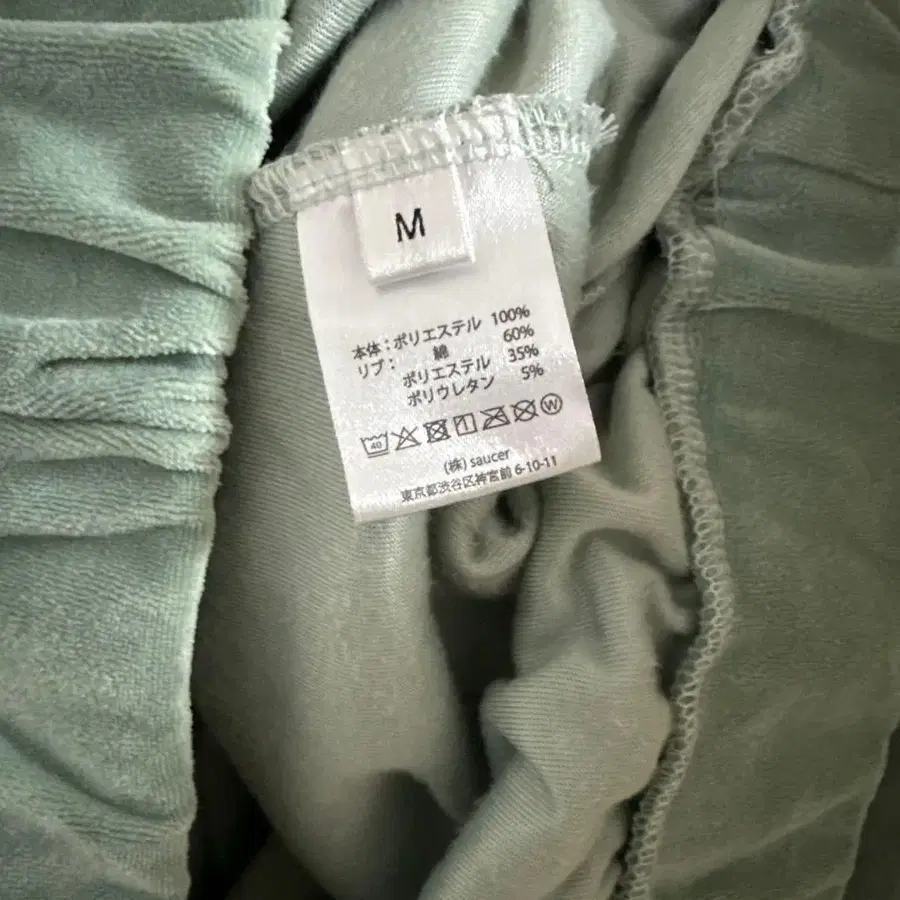 M
本体：ポリエステル 100%
リブ： 綿 60%
ポリエステル 35%
ポリウレタン 5%
40 W
(株) saucer
東京都渋谷区神宮前 6-10-11